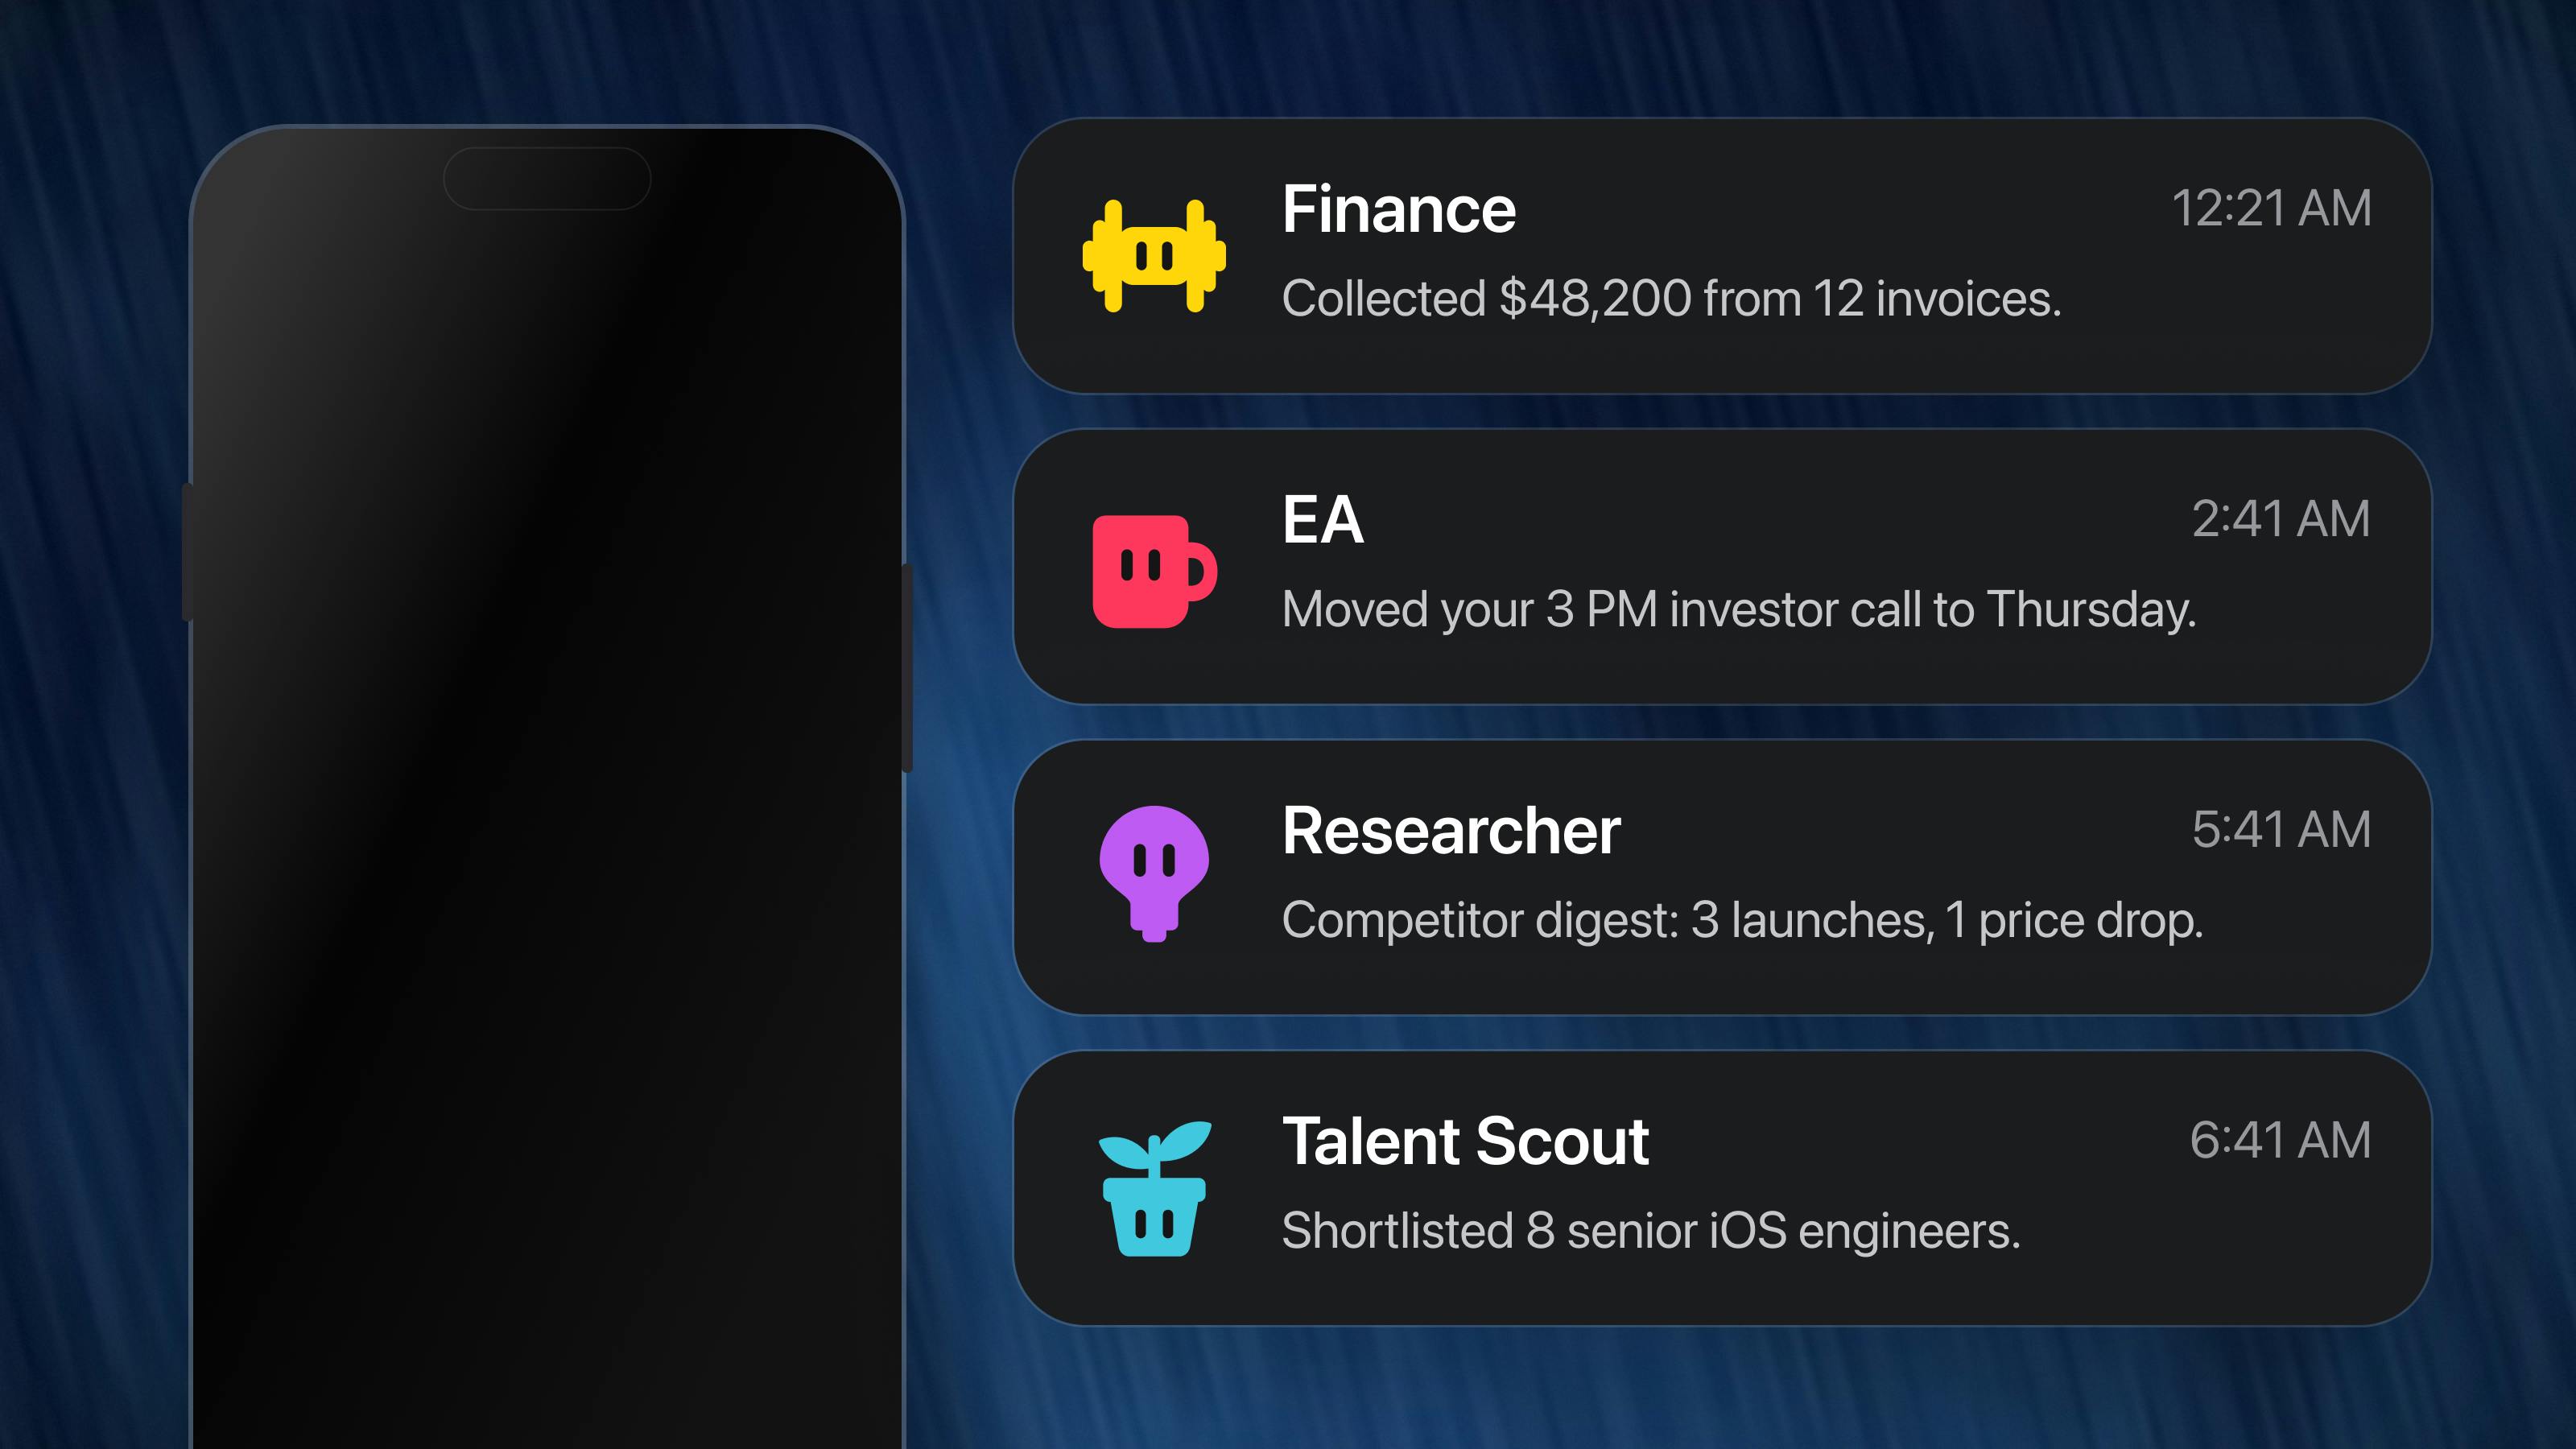 Finance
12:21 AM
Collected $48,200 from 12 invoices.
EA
2:41 AM
Moved your 3 PM investor call to Thursday.
Researcher
5:41 AM
Competitor digest: 3 launches, 1 price drop.
Talent Scout
6:41 AM
Shortlisted 8 senior iOS engineers.